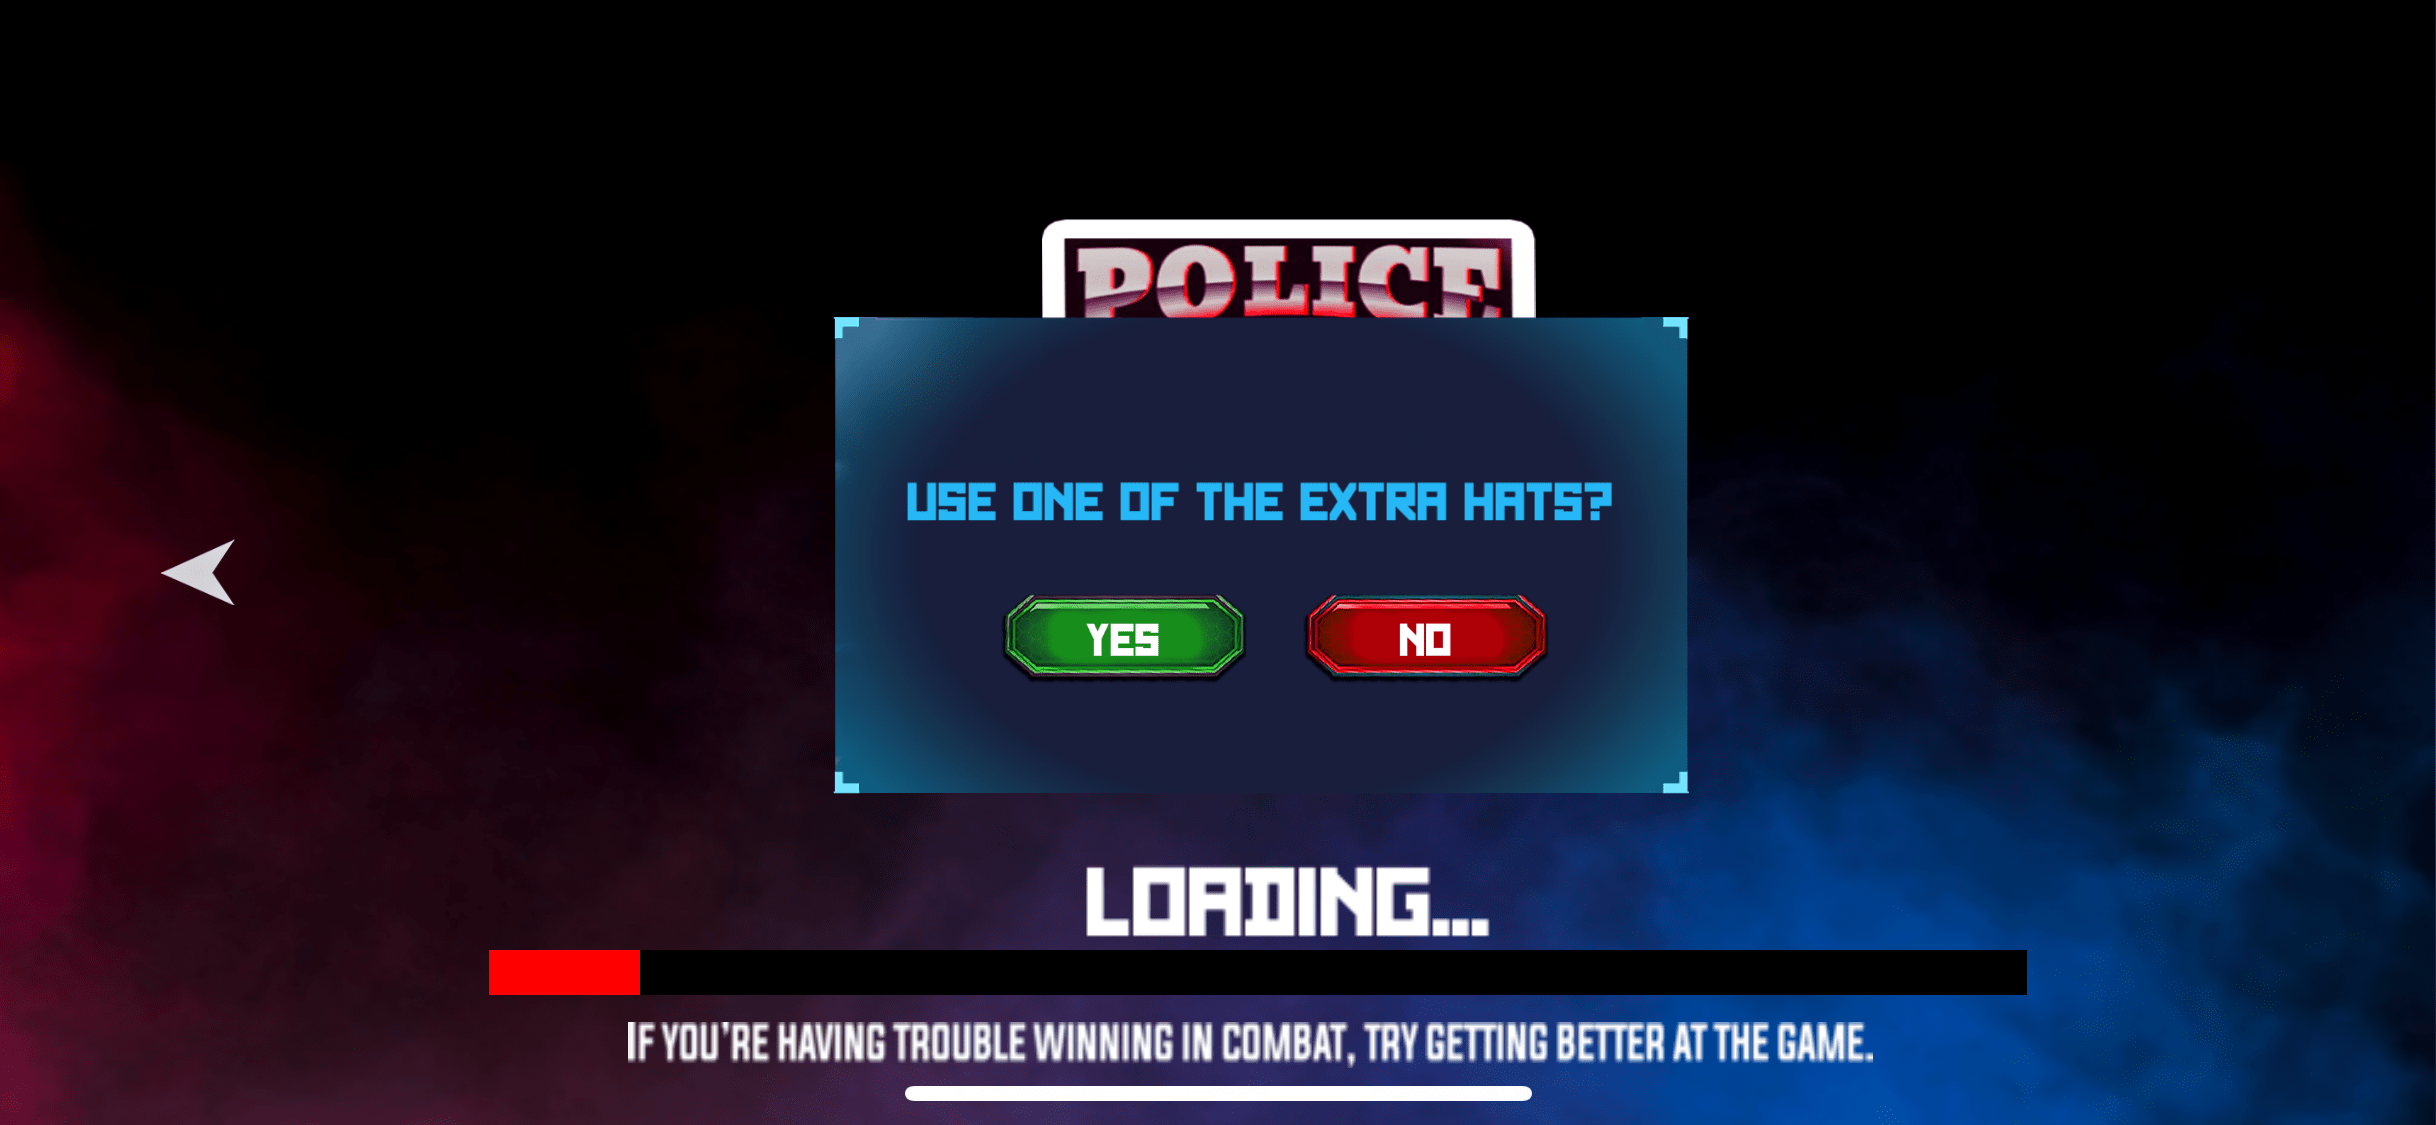 POLICE
USE ONE OF THE EXTRA HATS?
YES
NO
LOADING...
IF YOU'RE HAVING TROUBLE WINNING IN COMBAT, TRY GETTING BETTER AT THE GAME.